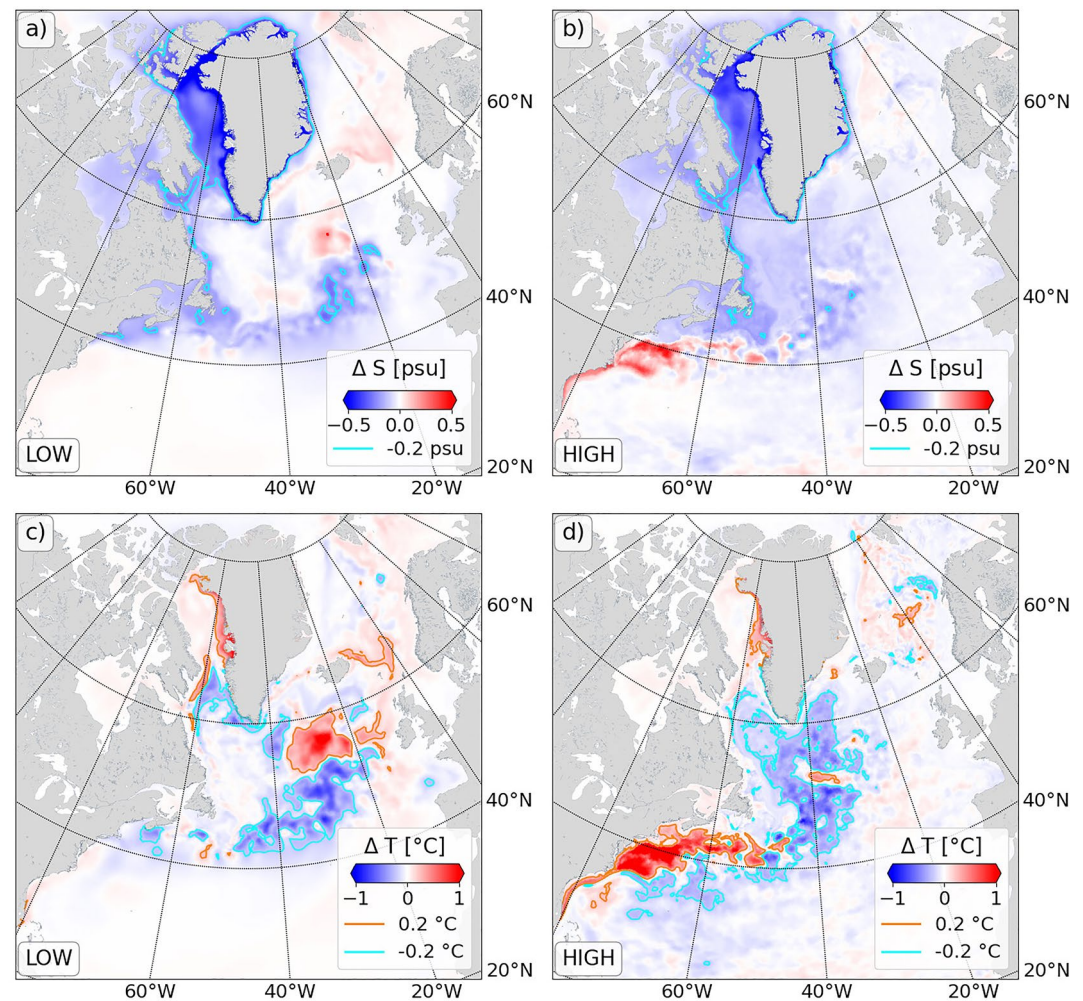 a)
60°N
40°N
Δ S [psu]
−0.5 0.0 0.5
-0.2 psu
LOW
20°N
60°W 40°W 20°W
b)
60°N
40°N
Δ S [psu]
−0.5 0.0 0.5
-0.2 psu
HIGH
20°N
60°W 40°W 20°W
c)
60°N
40°N
Δ T [°C]
−1 0 1
0.2 °C
-0.2 °C
LOW
20°N
60°W 40°W 20°W
d)
60°N
40°N
Δ T [°C]
−1 0 1
0.2 °C
-0.2 °C
HIGH
20°N
60°W 40°W 20°W